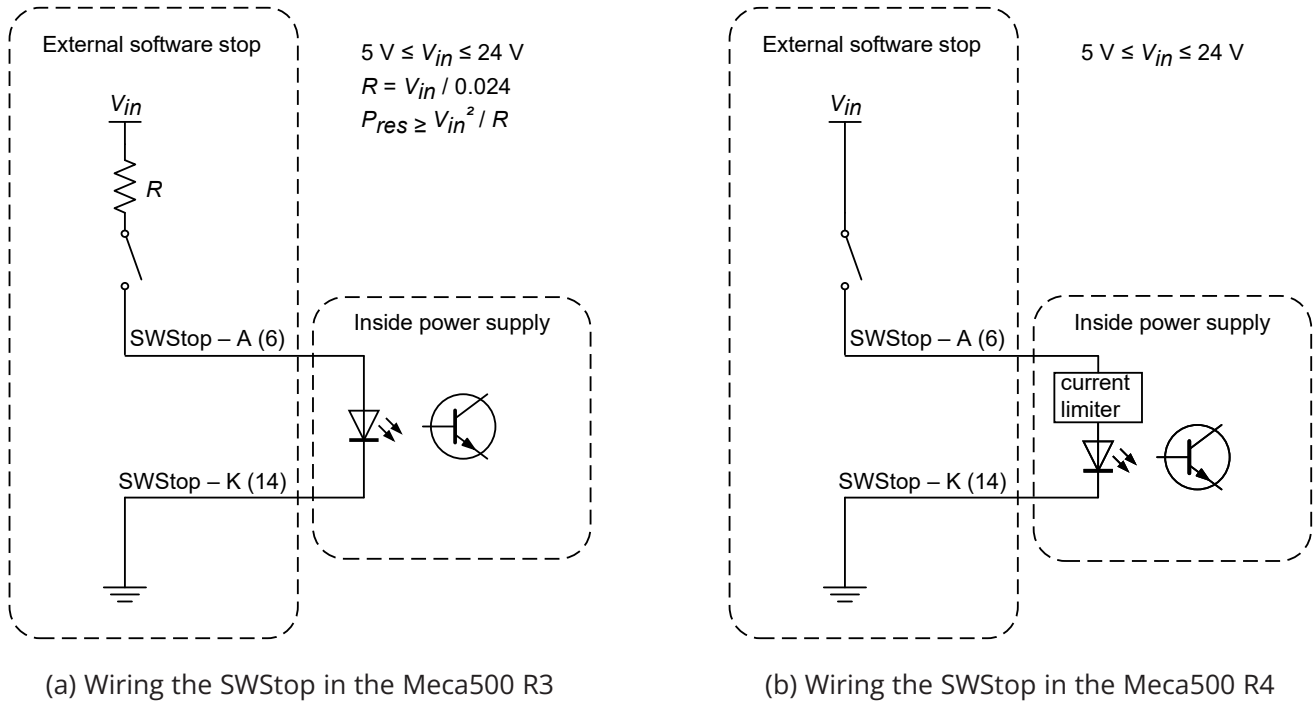 External software stop
5 V ≤ Vin ≤ 24 V
R = Vin / 0.024
Pres ≥ Vin² / R
Vin
R
SWStop – A (6)
Inside power supply
SWStop – K (14)
(a) Wiring the SWStop in the Meca500 R3
External software stop
5 V ≤ Vin ≤ 24 V
Vin
SWStop – A (6)
Inside power supply
current
limiter
SWStop – K (14)
(b) Wiring the SWStop in the Meca500 R4